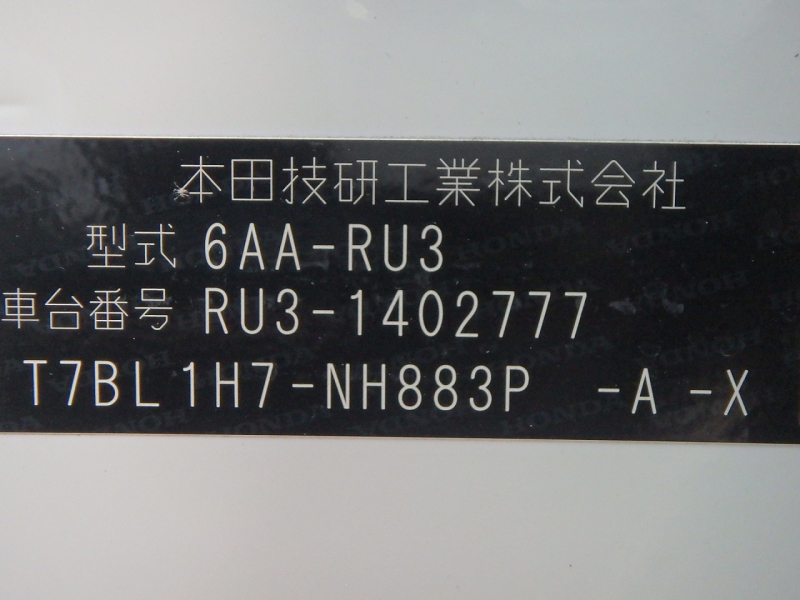 本田技研工業株式会社
型式 6AA-RU3
車台番号 RU3-1402777
T7BL1H7-NH883P -A -X